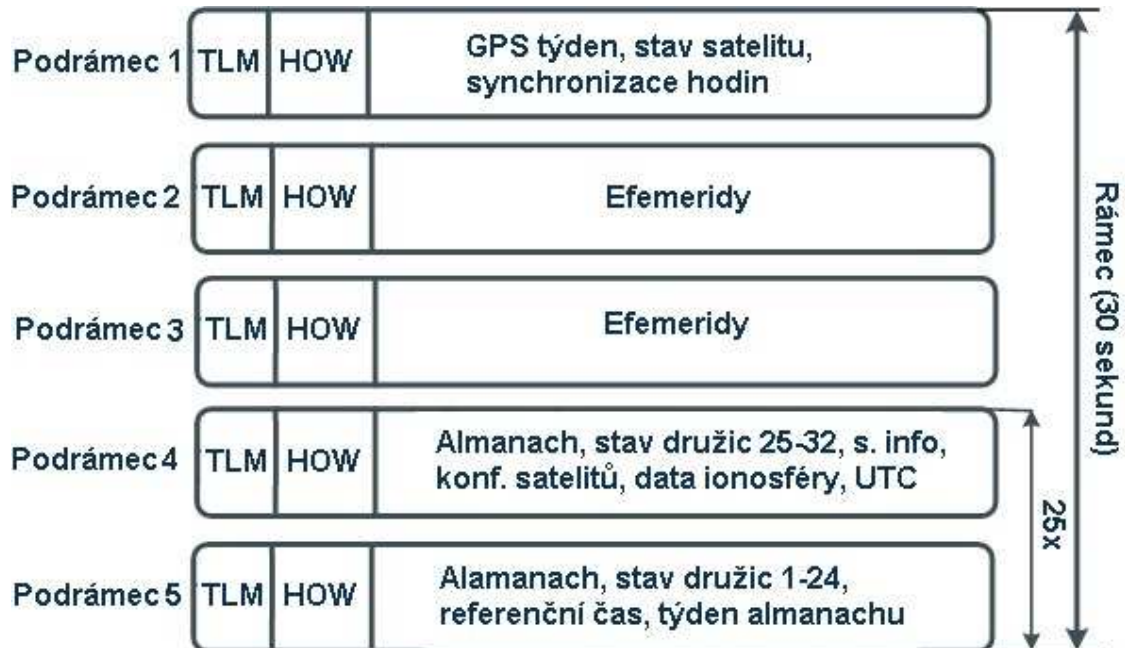 Podrámec 1 TLM HOW GPS týden, stav satelitu,
synchronizace hodin
Podrámec 2 TLM HOW Efemeridy
Podrámec 3 TLM HOW Efemeridy
Podrámec 4 TLM HOW Almanach, stav družic 25-32, s. info,
konf. satelitů, data ionosféry, UTC
Podrámec 5 TLM HOW Alamanach, stav družic 1-24,
referenční čas, týden almanachu
25x
Rámec (30 sekund)